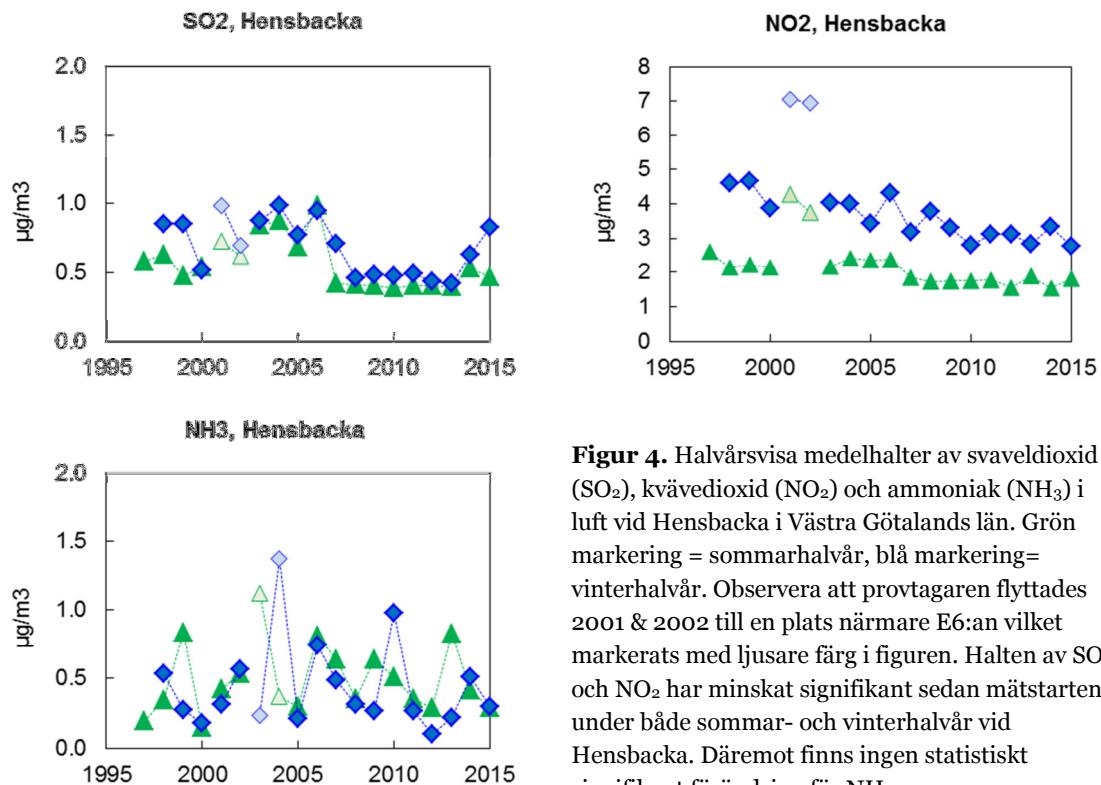 SO2, Hensbacka
2.0
1.5
1.0
0.5
0.0
µg/m3
1995 2000 2005 2010 2015
NO2, Hensbacka
8
7
6
5
4
3
2
1
0
µg/m3
1995 2000 2005 2010 2015
NH3, Hensbacka
2.0
1.5
1.0
0.5
0.0
µg/m3
1995 2000 2005 2010 2015
Figur 4. Halvårsvisa medelhalter av svaveldioxid
(SO₂), kvävedioxid (NO₂) och ammoniak (NH₃) i
luft vid Hensbacka i Västra Götalands län. Grön
markering = sommarhalvår, blå markering=
vinterhalvår. Observera att provtagaren flyttades
2001 & 2002 till en plats närmare E6:an vilket
markerats med ljusare färg i figuren. Halten av SO
och NO₂ har minskat signifikant sedan mätstarten
under både sommar- och vinterhalvår vid
Hensbacka. Däremot finns ingen statistiskt